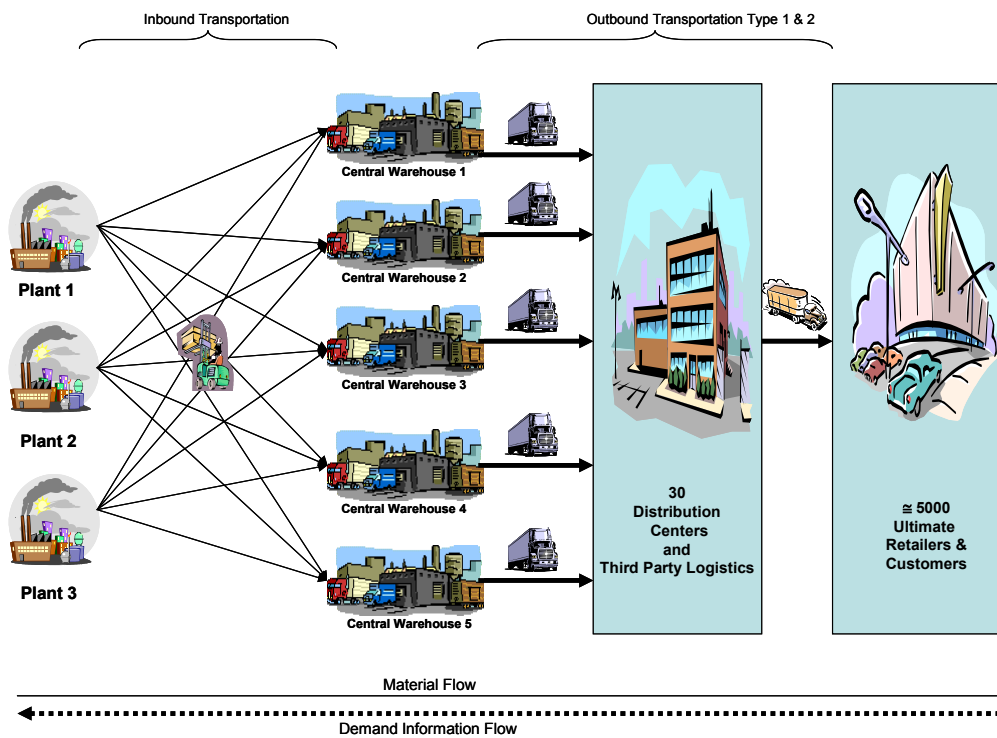 Inbound Transportation
Outbound Transportation Type 1 & 2
Central Warehouse 1
Central Warehouse 2
Central Warehouse 3
Central Warehouse 4
Central Warehouse 5
Plant 1
Plant 2
Plant 3
30
Distribution
Centers
and
Third Party Logistics
≅ 5000
Ultimate
Retailers &
Customers
Material Flow
Demand Information Flow